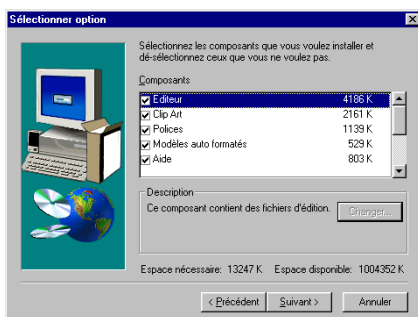 Sélectionner option
Sélectionnez les composants que vous voulez installer et
dé-sélectionnez ceux que vous ne voulez pas.
Composants
Editeur 4186 K
Clip Art 2161 K
Polices 1139 K
Modèles auto formatés 529 K
Aide 803 K
Description
Ce composant contient des fichiers d'édition.
Changer...
Espace nécessaire: 13247 K Espace disponible: 1004352 K
< Précédent Suivant > Annuler